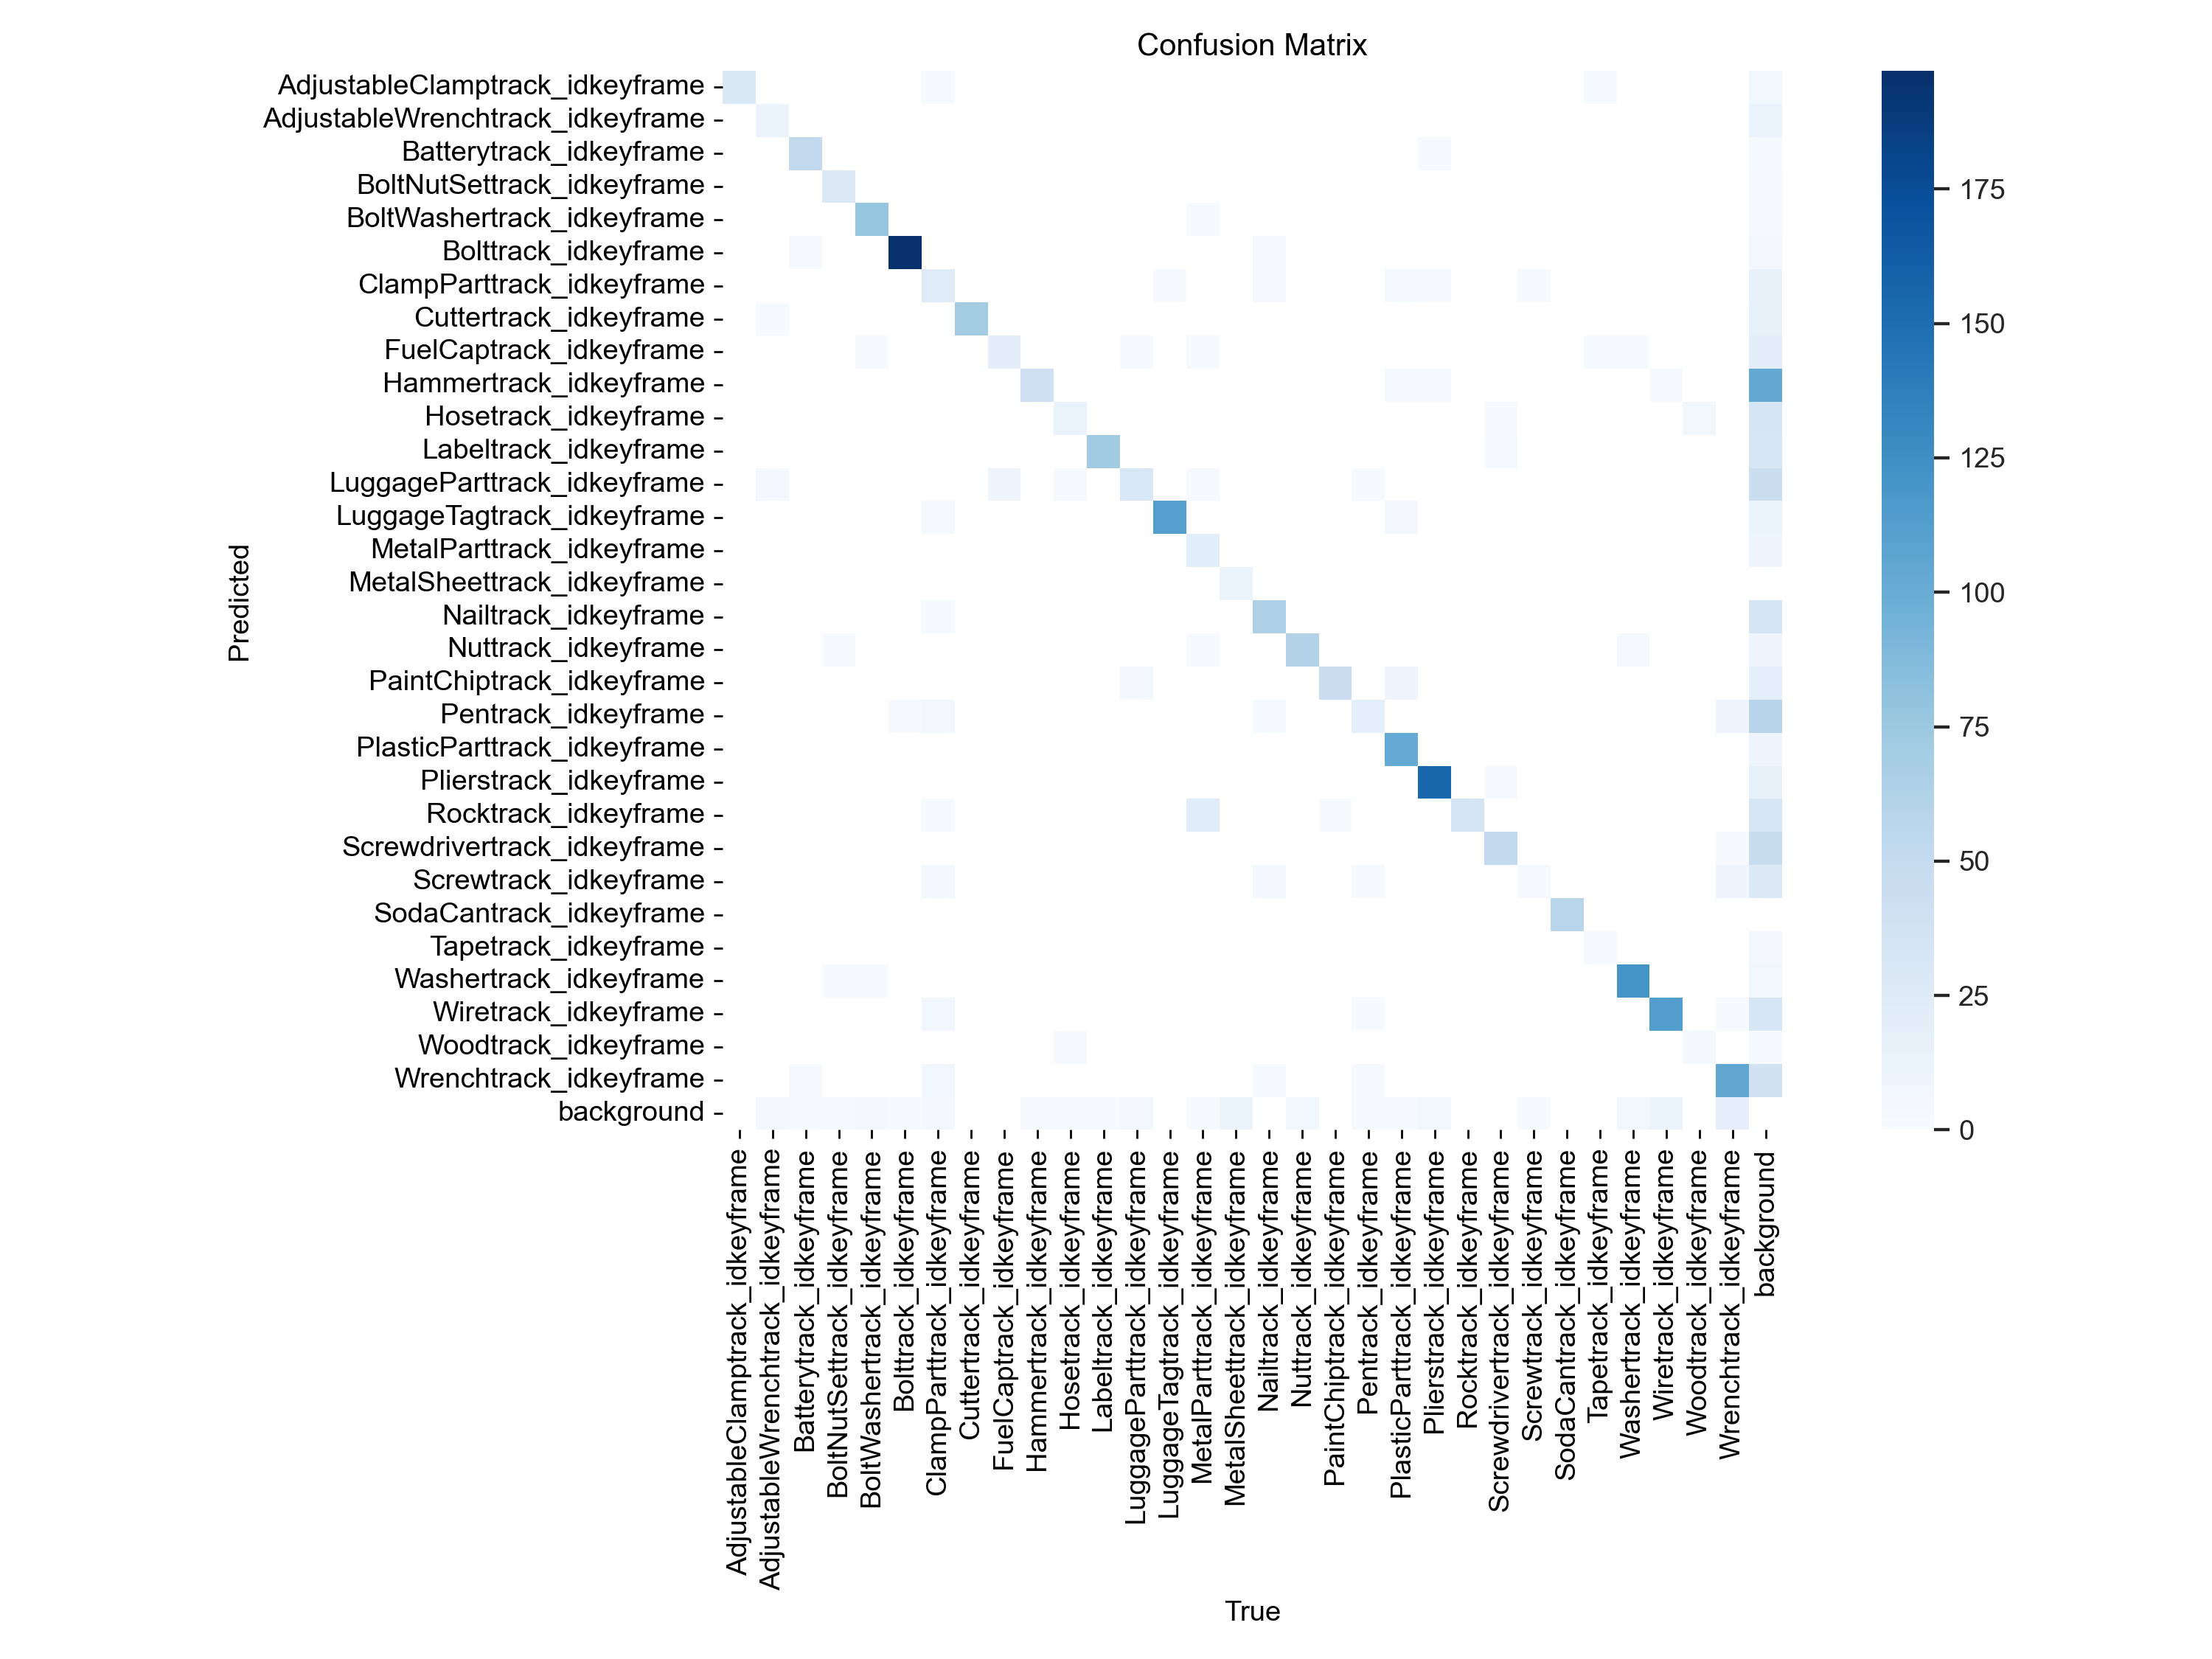 Confusion Matrix
AdjustableClamptrack_idkeyframe
AdjustableWrenchtrack_idkeyframe
Batterytrack_idkeyframe
BoltNutSettrack_idkeyframe
BoltWashertrack_idkeyframe
Bolttrack_idkeyframe
ClampParttrack_idkeyframe
Cuttertrack_idkeyframe
FuelCaptrack_idkeyframe
Hammertrack_idkeyframe
Hosetrack_idkeyframe
Labeltrack_idkeyframe
LuggageParttrack_idkeyframe
LuggageTagtrack_idkeyframe
MetalParttrack_idkeyframe
MetalSheettrack_idkeyframe
Nailtrack_idkeyframe
Nuttrack_idkeyframe
PaintChiptrack_idkeyframe
Pentrack_idkeyframe
PlasticParttrack_idkeyframe
Plierstrack_idkeyframe
Rocktrack_idkeyframe
Screwdrivertrack_idkeyframe
Screwtrack_idkeyframe
SodaCantrack_idkeyframe
Tapetrack_idkeyframe
Washertrack_idkeyframe
Wiretrack_idkeyframe
Woodtrack_idkeyframe
Wrenchtrack_idkeyframe
background
Predicted
AdjustableClamptrack_idkeyframe
AdjustableWrenchtrack_idkeyframe
Batterytrack_idkeyframe
BoltNutSettrack_idkeyframe
BoltWashertrack_idkeyframe
Bolttrack_idkeyframe
ClampParttrack_idkeyframe
Cuttertrack_idkeyframe
FuelCaptrack_idkeyframe
Hammertrack_idkeyframe
Hosetrack_idkeyframe
Labeltrack_idkeyframe
LuggageParttrack_idkeyframe
LuggageTagtrack_idkeyframe
MetalParttrack_idkeyframe
MetalSheettrack_idkeyframe
Nailtrack_idkeyframe
Nuttrack_idkeyframe
PaintChiptrack_idkeyframe
Pentrack_idkeyframe
PlasticParttrack_idkeyframe
Plierstrack_idkeyframe
Rocktrack_idkeyframe
Screwdrivertrack_idkeyframe
Screwtrack_idkeyframe
SodaCantrack_idkeyframe
Tapetrack_idkeyframe
Washertrack_idkeyframe
Wiretrack_idkeyframe
Woodtrack_idkeyframe
Wrenchtrack_idkeyframe
background
True
175
150
125
100
75
50
25
0